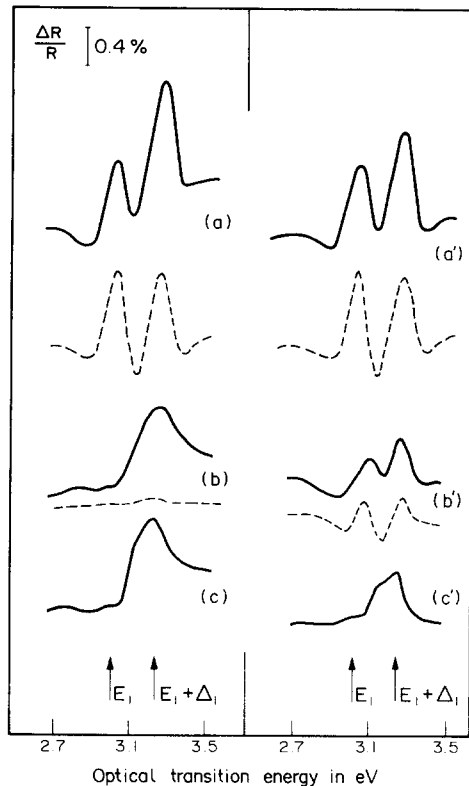 ΔR
R
0.4 %
(a)
(a′)
(b)
(b′)
(c)
(c′)
E₁
E₁ + Δ₁
E₁
E₁ + Δ₁
2.7 3.1 3.5 2.7 3.1 3.5
Optical transition energy in eV